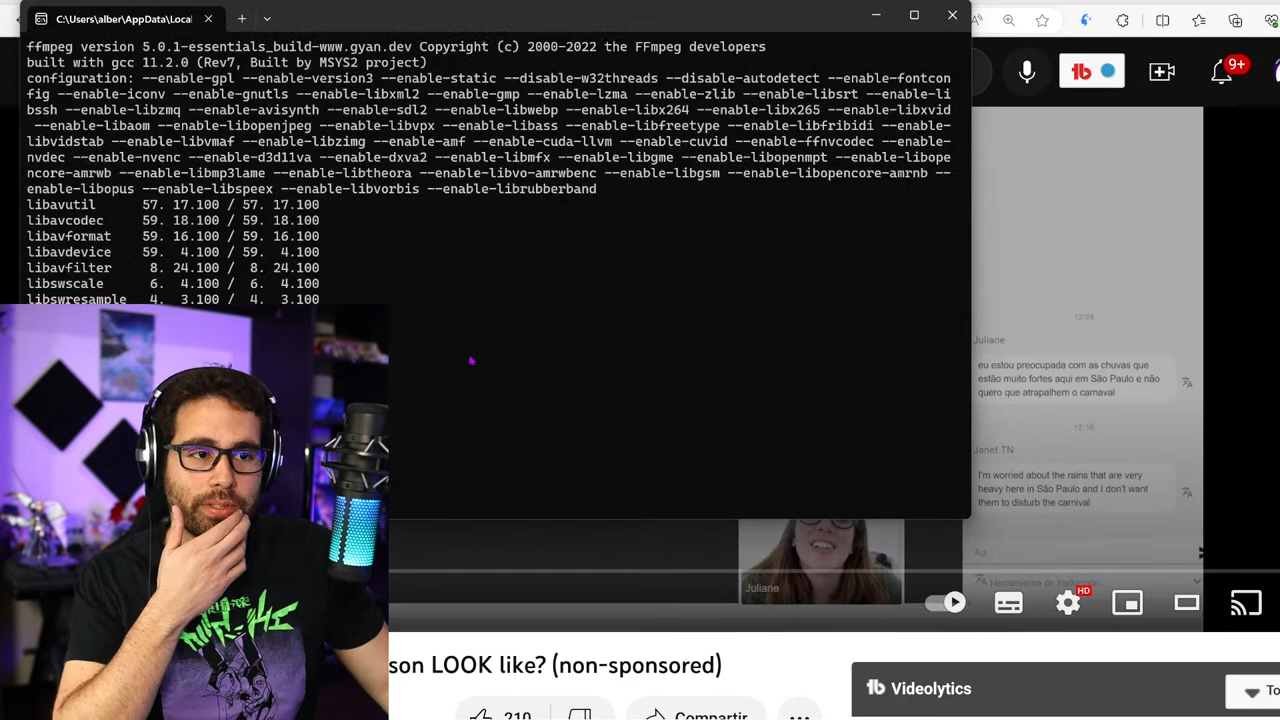 C:\Users\alber\AppData\Local
ffmpeg version 5.0.1-essentials_build-www.gyan.dev Copyright (c) 2000-2022 the FFmpeg developers
built with gcc 11.2.0 (Rev7, Built by MSYS2 project)
configuration: --enable-gpl --enable-version3 --enable-static --disable-w32threads --disable-autodetect --enable-fontcon
fig --enable-iconv --enable-gnutls --enable-libxml2 --enable-gmp --enable-lzma --enable-zlib --enable-libsrt --enable-li
bssh --enable-libzmq --enable-avisynth --enable-sdl2 --enable-libwebp --enable-libx264 --enable-libx265 --enable-libxvid
--enable-libaom --enable-libopenjpeg --enable-libvpx --enable-libass --enable-libfreetype --enable-libfribidi --enable-
libvidstab --enable-libvmaf --enable-libzimg --enable-amf --enable-cuda-llvm --enable-cuvid --enable-ffnvcodec --enable-
nvdec --enable-nvenc --enable-d3d11va --enable-dxva2 --enable-libmfx --enable-libgme --enable-libopenmpt --enable-libope
ncore-amrwb --enable-libmp3lame --enable-libtheora --enable-libvo-amrwbenc --enable-libgsm --enable-libopencore-amrnb --
enable-libopus --enable-libspeex --enable-libvorbis --enable-librubberband
libavutil 57. 17.100 / 57. 17.100
libavcodec 59. 18.100 / 59. 18.100
libavformat 59. 16.100 / 59. 16.100
libavdevice 59. 4.100 / 59. 4.100
libavfilter 8. 24.100 / 8. 24.100
libswscale 6. 4.100 / 6. 4.100
libswresample 4. 3.100 / 4. 3.100
tb
9+
12:09
Juliane
eu estou preocupada com as chuvas que
estão muito fortes aqui em São Paulo e não
quero que atrapalhem o carnaval
12:16
Janet TN
I'm worried about the rains that are very
heavy here in São Paulo and I don't want
them to disturb the carnival
Herramienta de traducción
Juliane
HD
son LOOK like? (non-sponsored)
210
Compartir
tb Videolytics
To